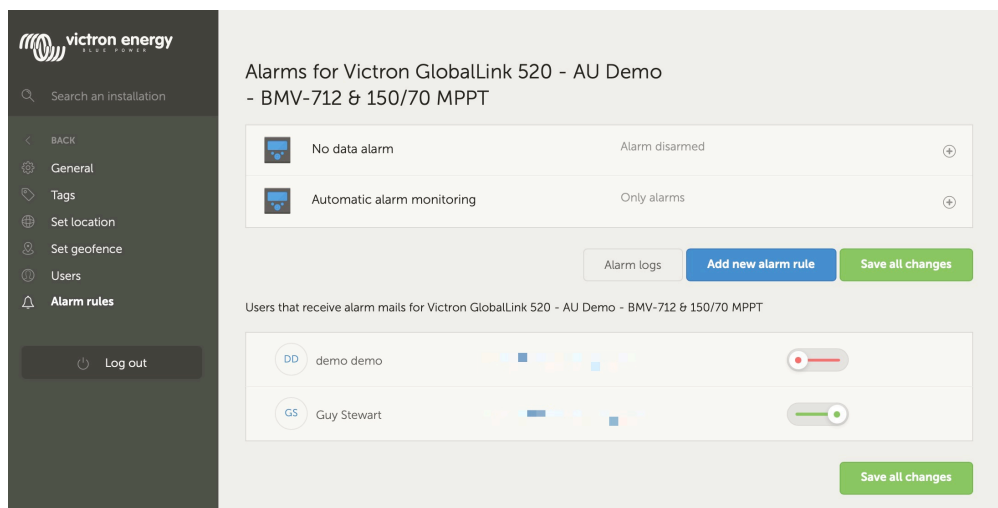 victron energy
BLUE POWER
Search an installation
BACK
General
Tags
Set location
Set geofence
Users
Alarm rules
Log out
Alarms for Victron GlobalLink 520 - AU Demo
- BMV-712 & 150/70 MPPT
No data alarm Alarm disarmed
Automatic alarm monitoring Only alarms
Alarm logs Add new alarm rule Save all changes
Users that receive alarm mails for Victron GlobalLink 520 - AU Demo - BMV-712 & 150/70 MPPT
DD demo demo
GS Guy Stewart
Save all changes